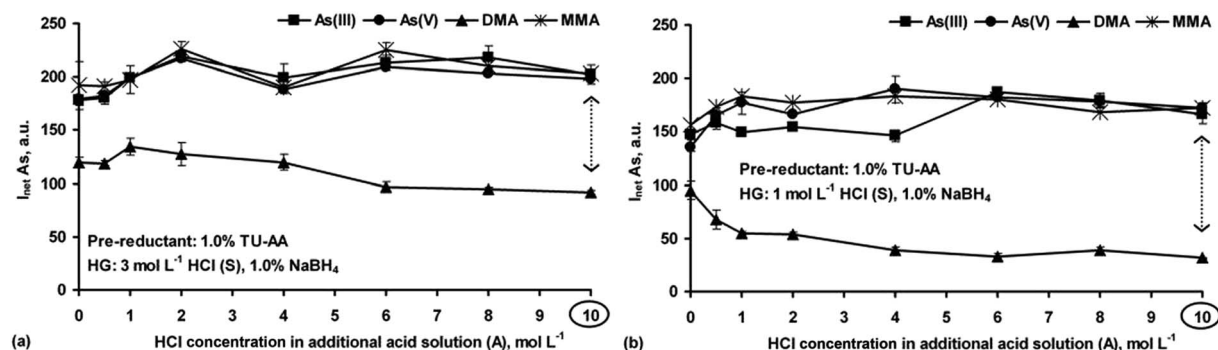 As(III) As(V) DMA MMA
250
200
150
100
50
0
I_net As, a.u.
Pre-reductant: 1.0% TU-AA
HG: 3 mol L⁻¹ HCl (S), 1.0% NaBH₄
0 1 2 3 4 5 6 7 8 9 10
(a) HCl concentration in additional acid solution (A), mol L⁻¹
As(III) As(V) DMA MMA
250
200
150
100
50
0
I_net As, a.u.
Pre-reductant: 1.0% TU-AA
HG: 1 mol L⁻¹ HCl (S), 1.0% NaBH₄
0 1 2 3 4 5 6 7 8 9 10
(b) HCl concentration in additional acid solution (A), mol L⁻¹